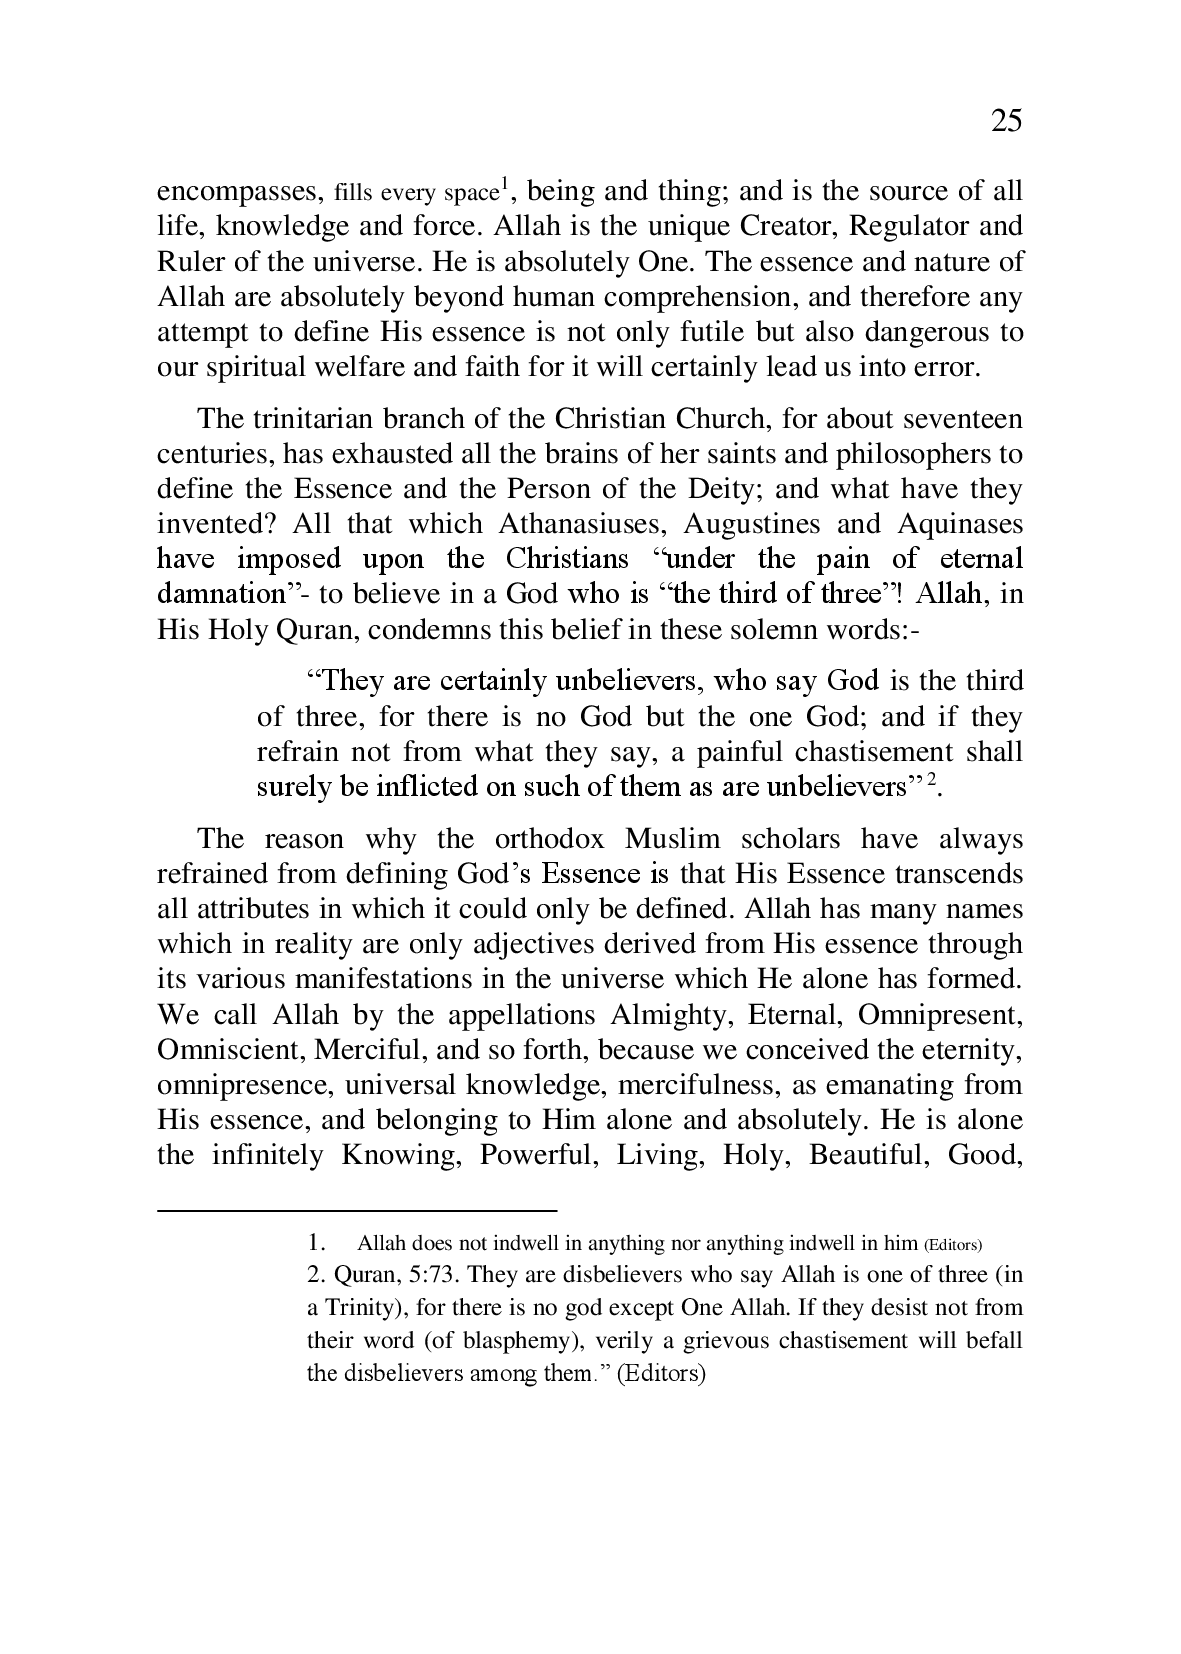 25
encompasses, fills every space1, being and thing; and is the source of all
life, knowledge and force. Allah is the unique Creator, Regulator and
Ruler of the universe. He is absolutely One. The essence and nature of
Allah are absolutely beyond human comprehension, and therefore any
attempt to define His essence is not only futile but also dangerous to
our spiritual welfare and faith for it will certainly lead us into error.
The trinitarian branch of the Christian Church, for about seventeen
centuries, has exhausted all the brains of her saints and philosophers to
define the Essence and the Person of the Deity; and what have they
invented? All that which Athanasiuses, Augustines and Aquinases
have imposed upon the Christians “under the pain of eternal
damnation”- to believe in a God who is “the third of three”! Allah, in
His Holy Quran, condemns this belief in these solemn words:-
“They are certainly unbelievers, who say God is the third
of three, for there is no God but the one God; and if they
refrain not from what they say, a painful chastisement shall
surely be inflicted on such of them as are unbelievers” 2.
The reason why the orthodox Muslim scholars have always
refrained from defining God’s Essence is that His Essence transcends
all attributes in which it could only be defined. Allah has many names
which in reality are only adjectives derived from His essence through
its various manifestations in the universe which He alone has formed.
We call Allah by the appellations Almighty, Eternal, Omnipresent,
Omniscient, Merciful, and so forth, because we conceived the eternity,
omnipresence, universal knowledge, mercifulness, as emanating from
His essence, and belonging to Him alone and absolutely. He is alone
the infinitely Knowing, Powerful, Living, Holy, Beautiful, Good,
1. Allah does not indwell in anything nor anything indwell in him (Editors)
2. Quran, 5:73. They are disbelievers who say Allah is one of three (in
a Trinity), for there is no god except One Allah. If they desist not from
their word (of blasphemy), verily a grievous chastisement will befall
the disbelievers among them.” (Editors)